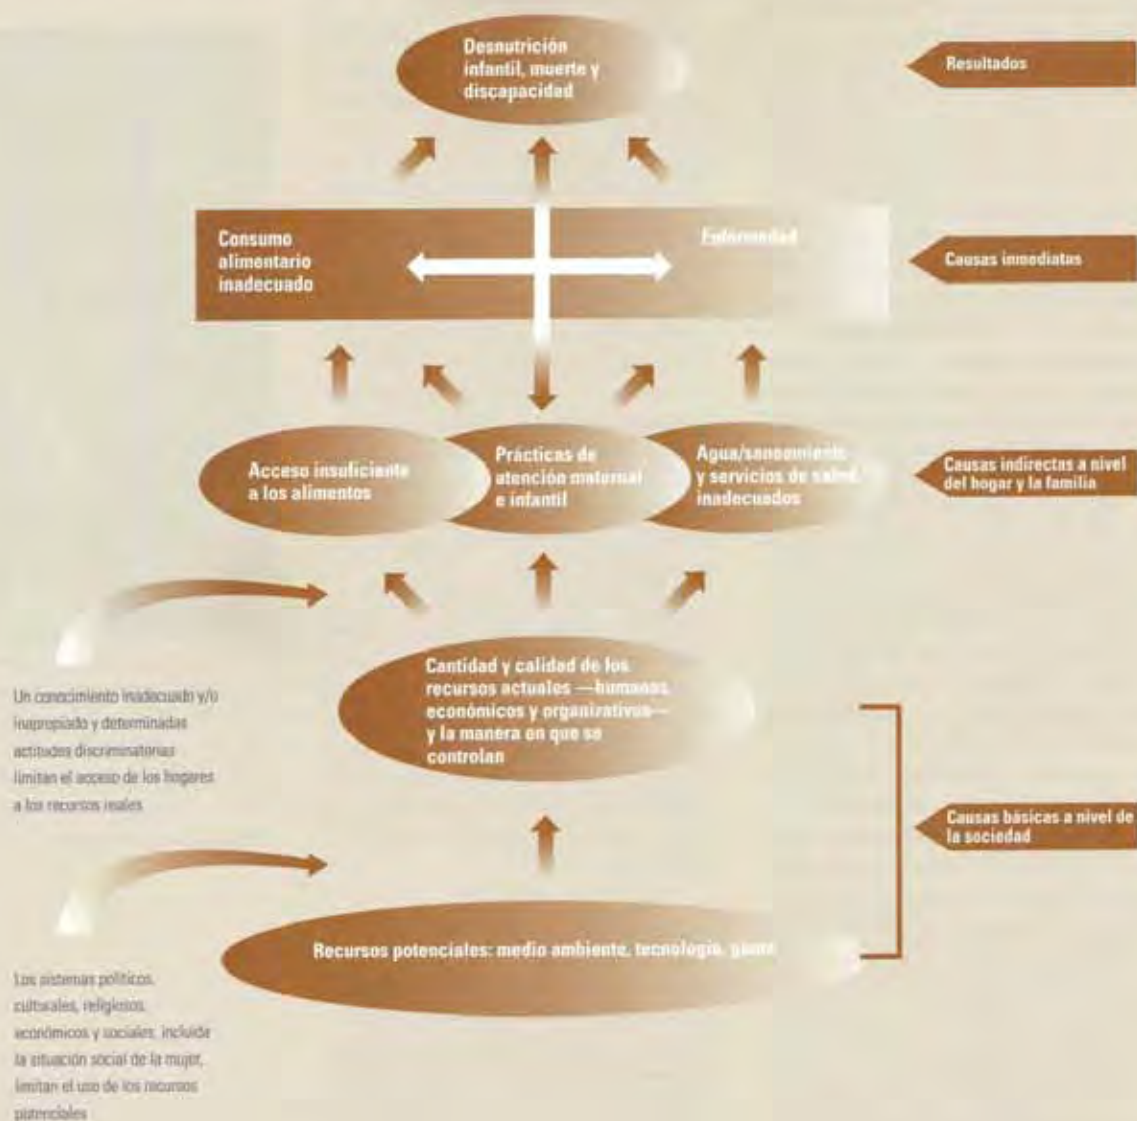 Desnutrición
infantil, muerte y
discapacidad
Resultados
Consumo
alimentario
inadecuado
Enfermedad
Causas inmediatas
Acceso insuficiente
a los alimentos
Prácticas de
atención maternal
e infantil
Agua/saneamiento
y servicios de salud
inadecuados
Causas indirectas a nivel
del hogar y la familia
Cantidad y calidad de los
recursos actuales —humanos,
económicos y organizativos—
y la manera en que se
controlan
Un conocimiento inadecuado y/o
inapropiado y determinadas
actitudes discriminatorias
limitan el acceso de los hogares
a los recursos reales
Causas básicas a nivel de
la sociedad
Recursos potenciales: medio ambiente, tecnología,
Los sistemas políticos,
culturales, religiosos,
económicos y sociales, incluida
la situación social de la mujer,
limitan el uso de los recursos
potenciales